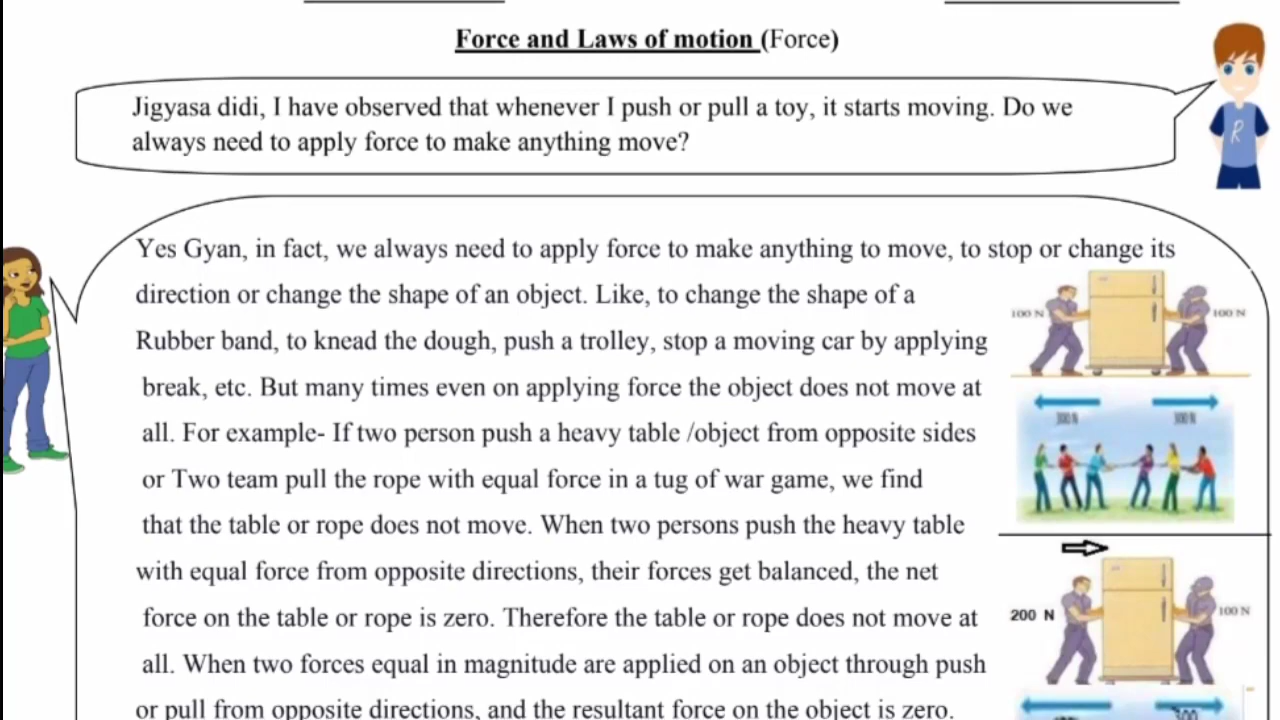 Force and Laws of motion (Force)
Jigyasa didi, I have observed that whenever I push or pull a toy, it starts moving. Do we
always need to apply force to make anything move?
R
Yes Gyan, in fact, we always need to apply force to make anything to move, to stop or change its
direction or change the shape of an object. Like, to change the shape of a
Rubber band, to knead the dough, push a trolley, stop a moving car by applying
break, etc. But many times even on applying force the object does not move at
all. For example- If two person push a heavy table /object from opposite sides
or Two team pull the rope with equal force in a tug of war game, we find
that the table or rope does not move. When two persons push the heavy table
with equal force from opposite directions, their forces get balanced, the net
force on the table or rope is zero. Therefore the table or rope does not move at
all. When two forces equal in magnitude are applied on an object through push
or pull from opposite directions, and the resultant force on the object is zero.
100 N 100 N
300 N 300 N
200 N 100 N
300